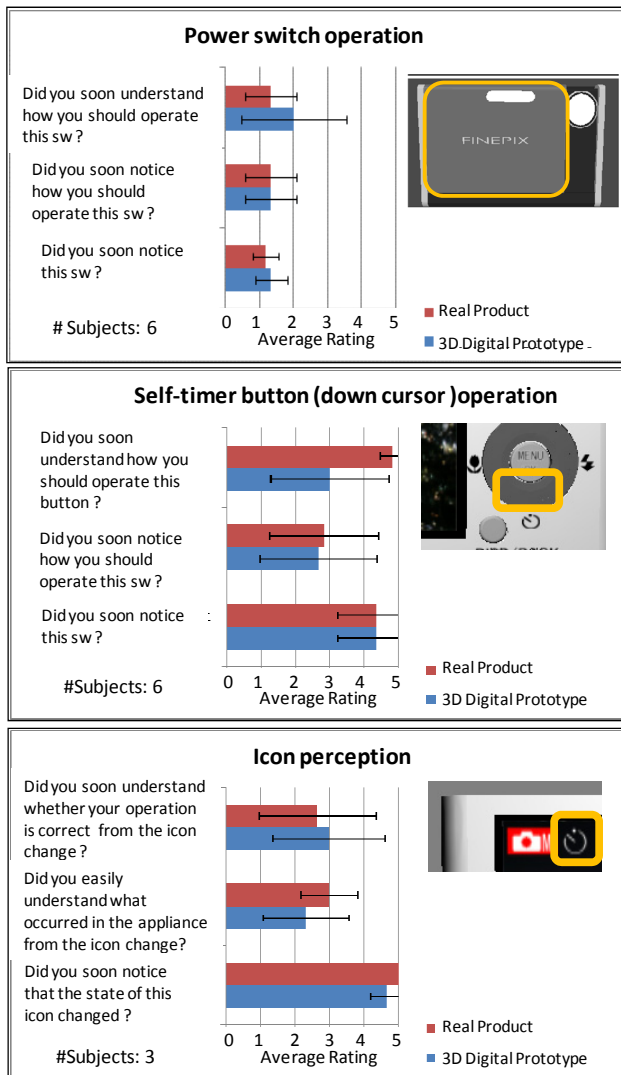 Power switch operation
Did you soon understand
how you should operate
this sw ?
Did you soon notice
how you should
operate this sw ?
Did you soon notice
this sw ?
# Subjects: 6
0 1 2 3 4 5
Average Rating
FINEPIX
Real Product
3D Digital Prototype
Self-timer button (down cursor )operation
Did you soon
understand how you
should operate this
button ?
Did you soon notice
how you should
operate this sw ?
Did you soon notice
this sw ?
#Subjects: 6
0 1 2 3 4 5
Average Rating
MENU
Real Product
3D Digital Prototype
Icon perception
Did you soon understand
whether your operation
is correct from the icon
change ?
Did you easily
understand what
occurred in the appliance
from the icon change?
Did you soon notice
that the state of this
icon changed ?
#Subjects: 3
0 1 2 3 4 5
Average Rating
M
Real Product
3D Digital Prototype